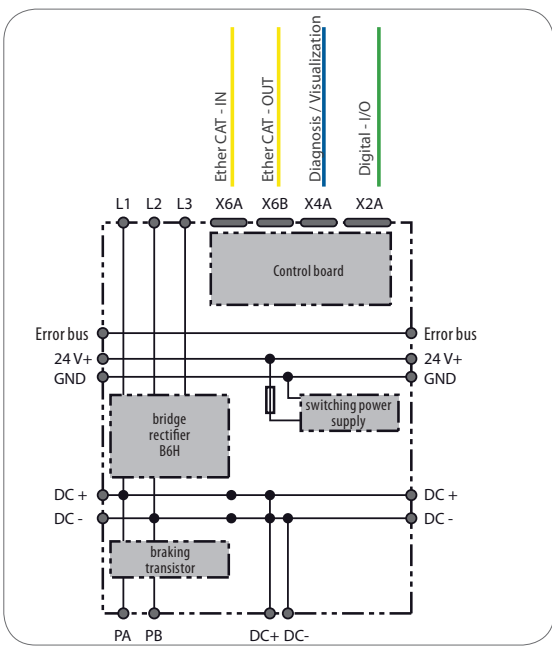 Ether CAT - IN
Ether CAT - OUT
Diagnosis / Visualization
Digital - I/O
L1 L2 L3 X6A X6B X4A X2A
Control board
Error bus Error bus
24 V+ 24 V+
GND GND
switching power
supply
bridge
rectifier
B6H
DC + DC +
DC - DC -
braking
transistor
PA PB DC+ DC-